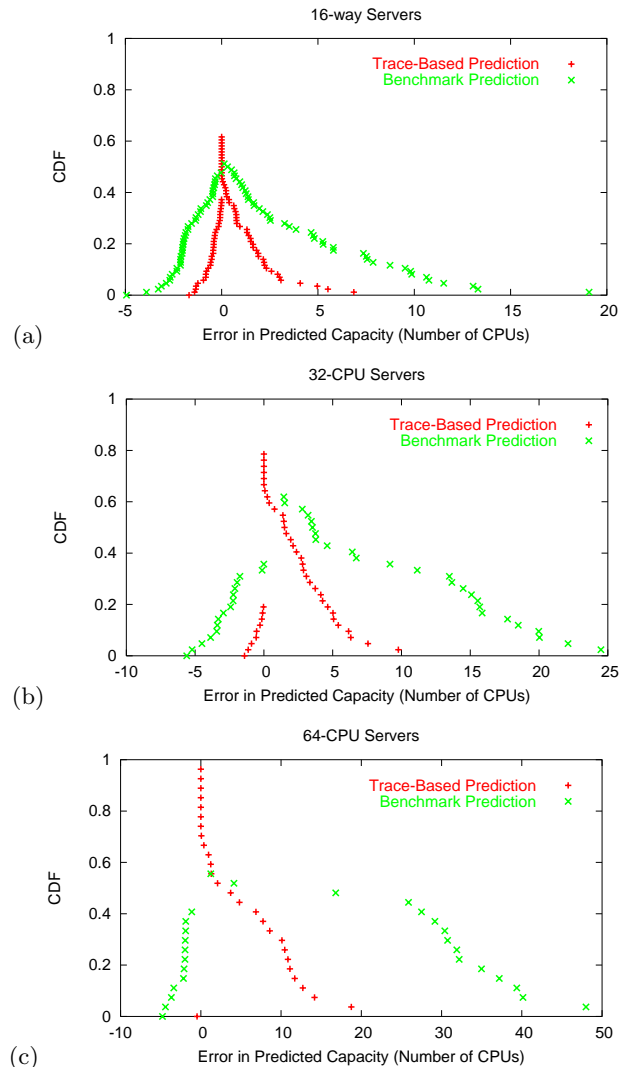 16-way Servers
1
0.8
0.6
0.4
0.2
0
CDF
Trace-Based Prediction
Benchmark Prediction
-5 0 5 10 15 20
Error in Predicted Capacity (Number of CPUs)
(a)
32-CPU Servers
1
0.8
0.6
0.4
0.2
0
CDF
Trace-Based Prediction
Benchmark Prediction
-10 -5 0 5 10 15 20 25
Error in Predicted Capacity (Number of CPUs)
(b)
64-CPU Servers
1
0.8
0.6
0.4
0.2
0
CDF
Trace-Based Prediction
Benchmark Prediction
-10 0 10 20 30 40 50
Error in Predicted Capacity (Number of CPUs)
(c)